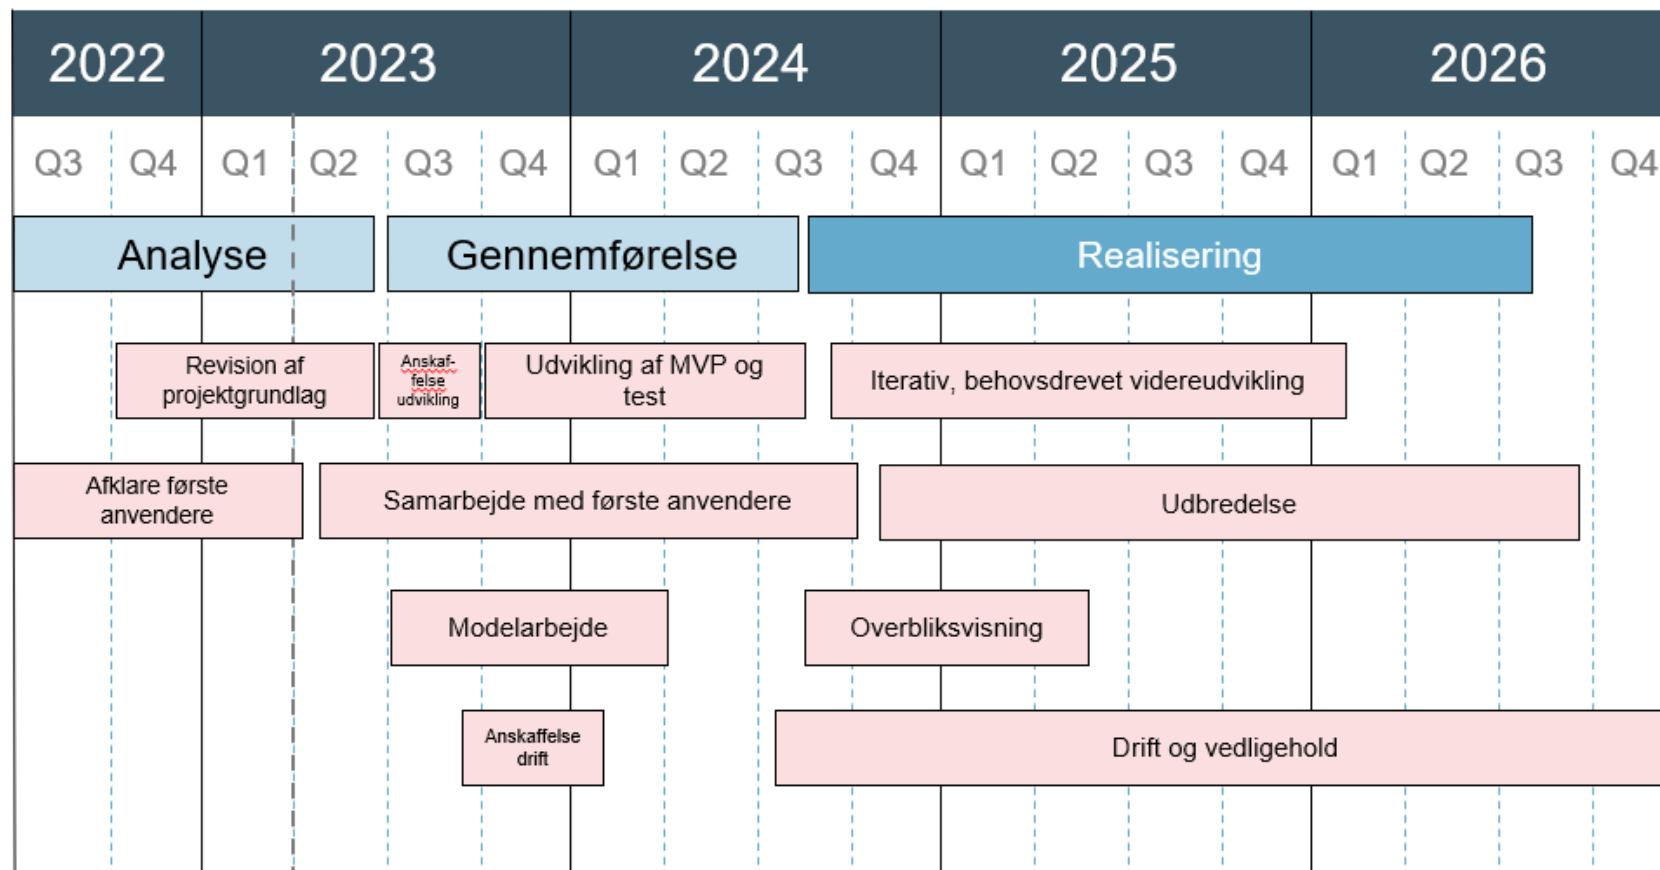 2022 2023 2024 2025 2026
Q3 Q4 Q1 Q2 Q3 Q4 Q1 Q2 Q3 Q4 Q1 Q2 Q3 Q4 Q1 Q2 Q3 Q4
Analyse Gennemførelse Realisering
Revision af
projektgrundlag
Anskaf-
felse
udvikling
Udvikling af MVP og
test
Iterativ, behovsdrevet videreudvikling
Afklare første
anvendere
Samarbejde med første anvendere
Udbredelse
Modelarbejde
Overbliksvisning
Anskaffelse
drift
Drift og vedligehold